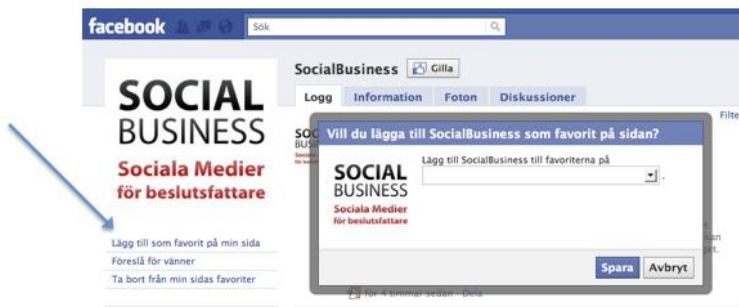 facebook
Sök
SocialBusiness Gilla
Logg Information Foton Diskussioner
Filte
SOCIAL
BUSINESS
Sociala Medier
för beslutsfattare
Lägg till som favorit på min sida
Föreslå för vänner
Ta bort från min sidas favoriter
Vill du lägga till SocialBusiness som favorit på sidan?
SOCIAL
BUSINESS
Sociala Medier
för beslutsfattare
Lägg till SocialBusiness till favoriterna på
.
Spara Avbryt
för 4 timmar sedan · Dela